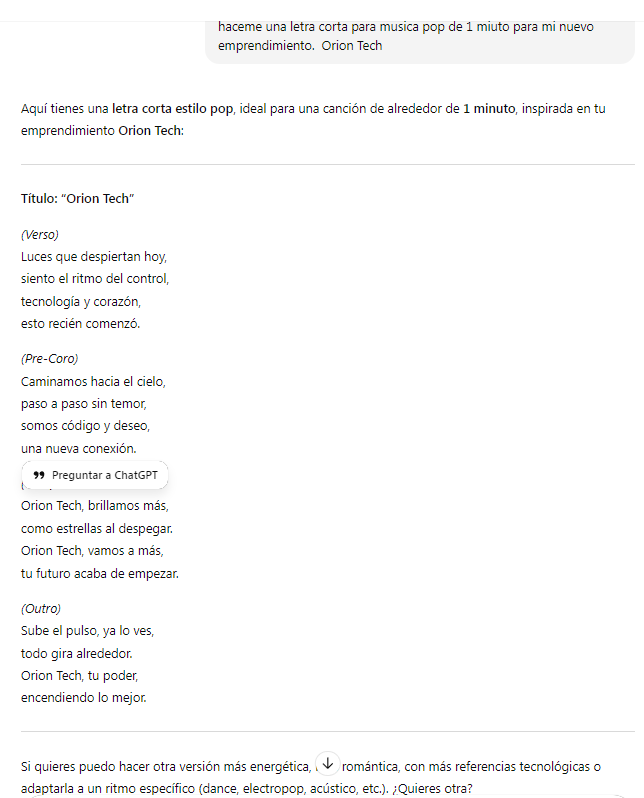 haceme una letra corta para musica pop de 1 miuto para mi nuevo
emprendimiento. Orion Tech
Aquí tienes una letra corta estilo pop, ideal para una canción de alrededor de 1 minuto, inspirada en tu
emprendimiento Orion Tech:
Título: “Orion Tech”
(Verso)
Luces que despiertan hoy,
siento el ritmo del control,
tecnología y corazón,
esto recién comenzó.
(Pre-Coro)
Caminamos hacia el cielo,
paso a paso sin temor,
somos código y deseo,
una nueva conexión.
Preguntar a ChatGPT
Orion Tech, brillamos más,
como estrellas al despegar.
Orion Tech, vamos a más,
tu futuro acaba de empezar.
(Outro)
Sube el pulso, ya lo ves,
todo gira alrededor.
Orion Tech, tu poder,
encendiendo lo mejor.
Si quieres puedo hacer otra versión más energética, romántica, con más referencias tecnológicas o
adaptarla a un ritmo específico (dance, electropop, acústico, etc.). ¿Quieres otra?